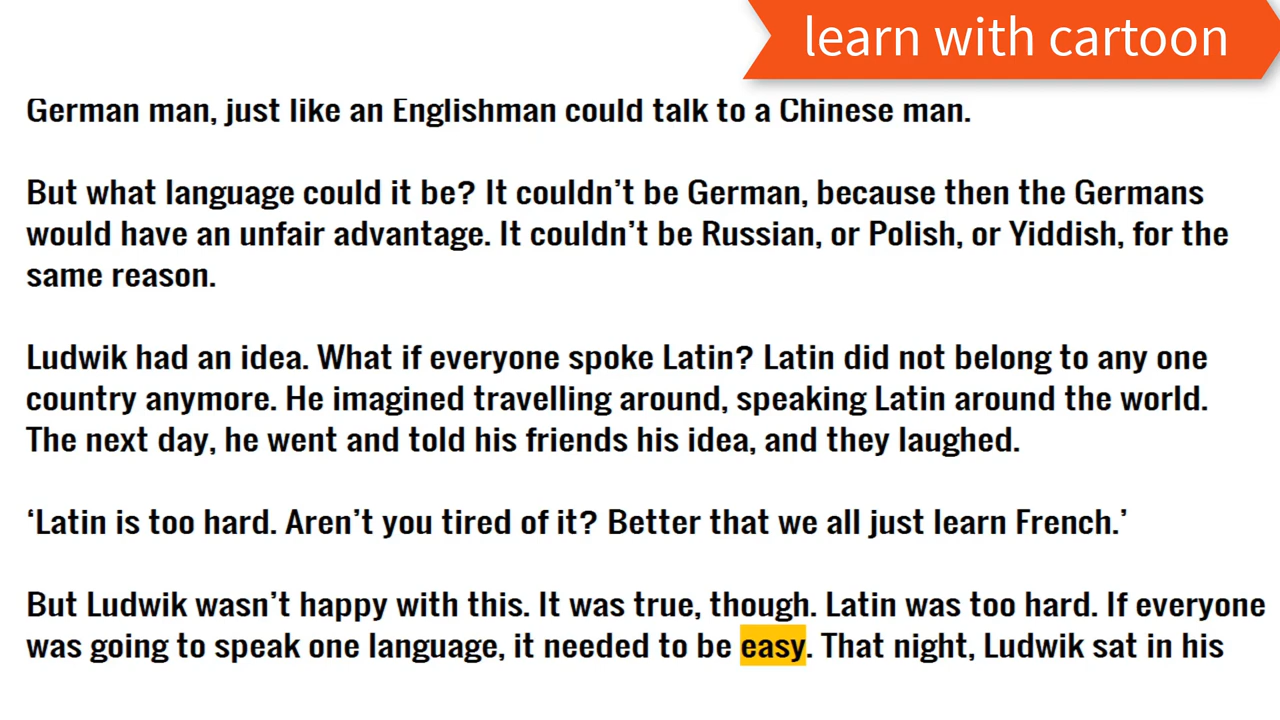 learn with cartoon
German man, just like an Englishman could talk to a Chinese man.
But what language could it be? It couldn’t be German, because then the Germans
would have an unfair advantage. It couldn’t be Russian, or Polish, or Yiddish, for the
same reason.
Ludwik had an idea. What if everyone spoke Latin? Latin did not belong to any one
country anymore. He imagined travelling around, speaking Latin around the world.
The next day, he went and told his friends his idea, and they laughed.
‘Latin is too hard. Aren’t you tired of it? Better that we all just learn French.’
But Ludwik wasn’t happy with this. It was true, though. Latin was too hard. If everyone
was going to speak one language, it needed to be easy. That night, Ludwik sat in his